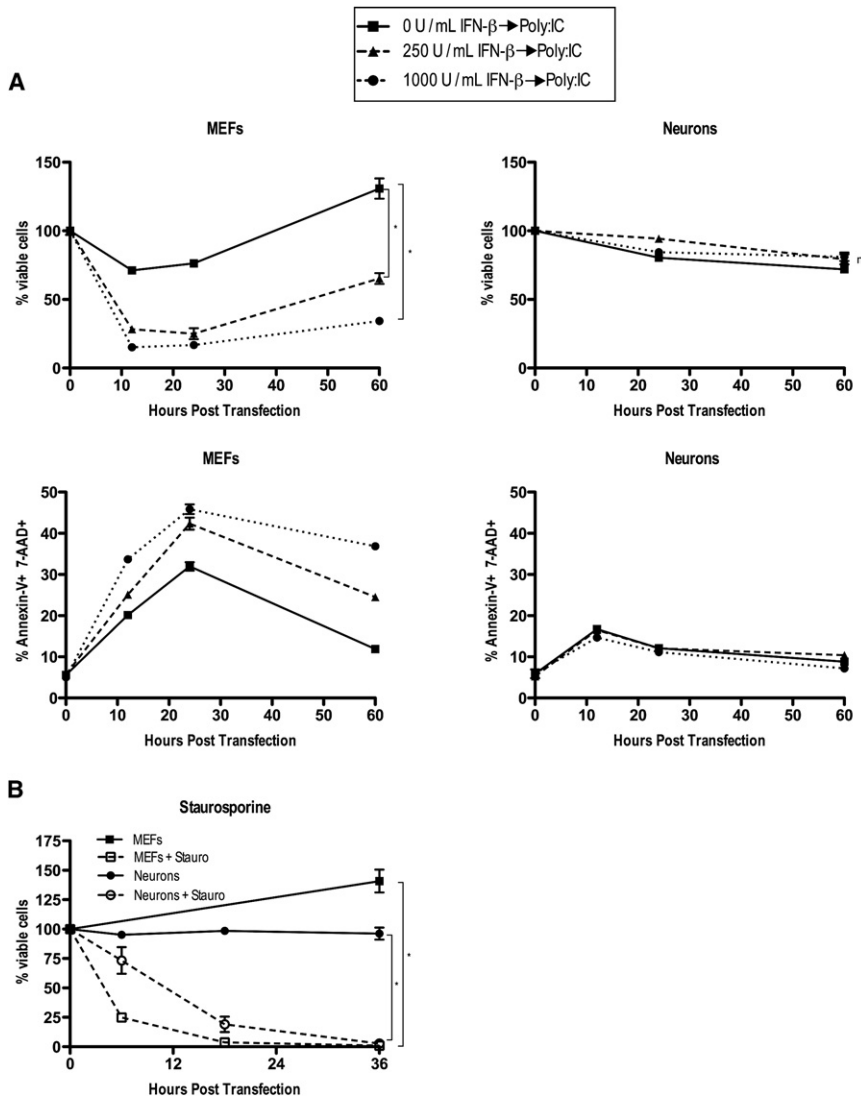 0 U / mL IFN-β→Poly:IC
250 U / mL IFN-β→Poly:IC
1000 U / mL IFN-β→Poly:IC
A
MEFs
Neurons
150
100
50
0
% viable cells
0 10 20 30 40 50 60
Hours Post Transfection
*
*
150
100
50
0
% viable cells
0 10 20 30 40 50 60
Hours Post Transfection
MEFs
Neurons
50
40
30
20
10
0
% Annexin-V+ 7-AAD+
0 10 20 30 40 50 60
Hours Post Transfection
50
40
30
20
10
0
% Annexin-V+ 7-AAD+
0 10 20 30 40 50 60
Hours Post Transfection
B
Staurosporine
175
150
125
100
75
50
25
0
% viable cells
MEFs
MEFs + Stauro
Neurons
Neurons + Stauro
*
*
0 12 24 36
Hours Post Transfection